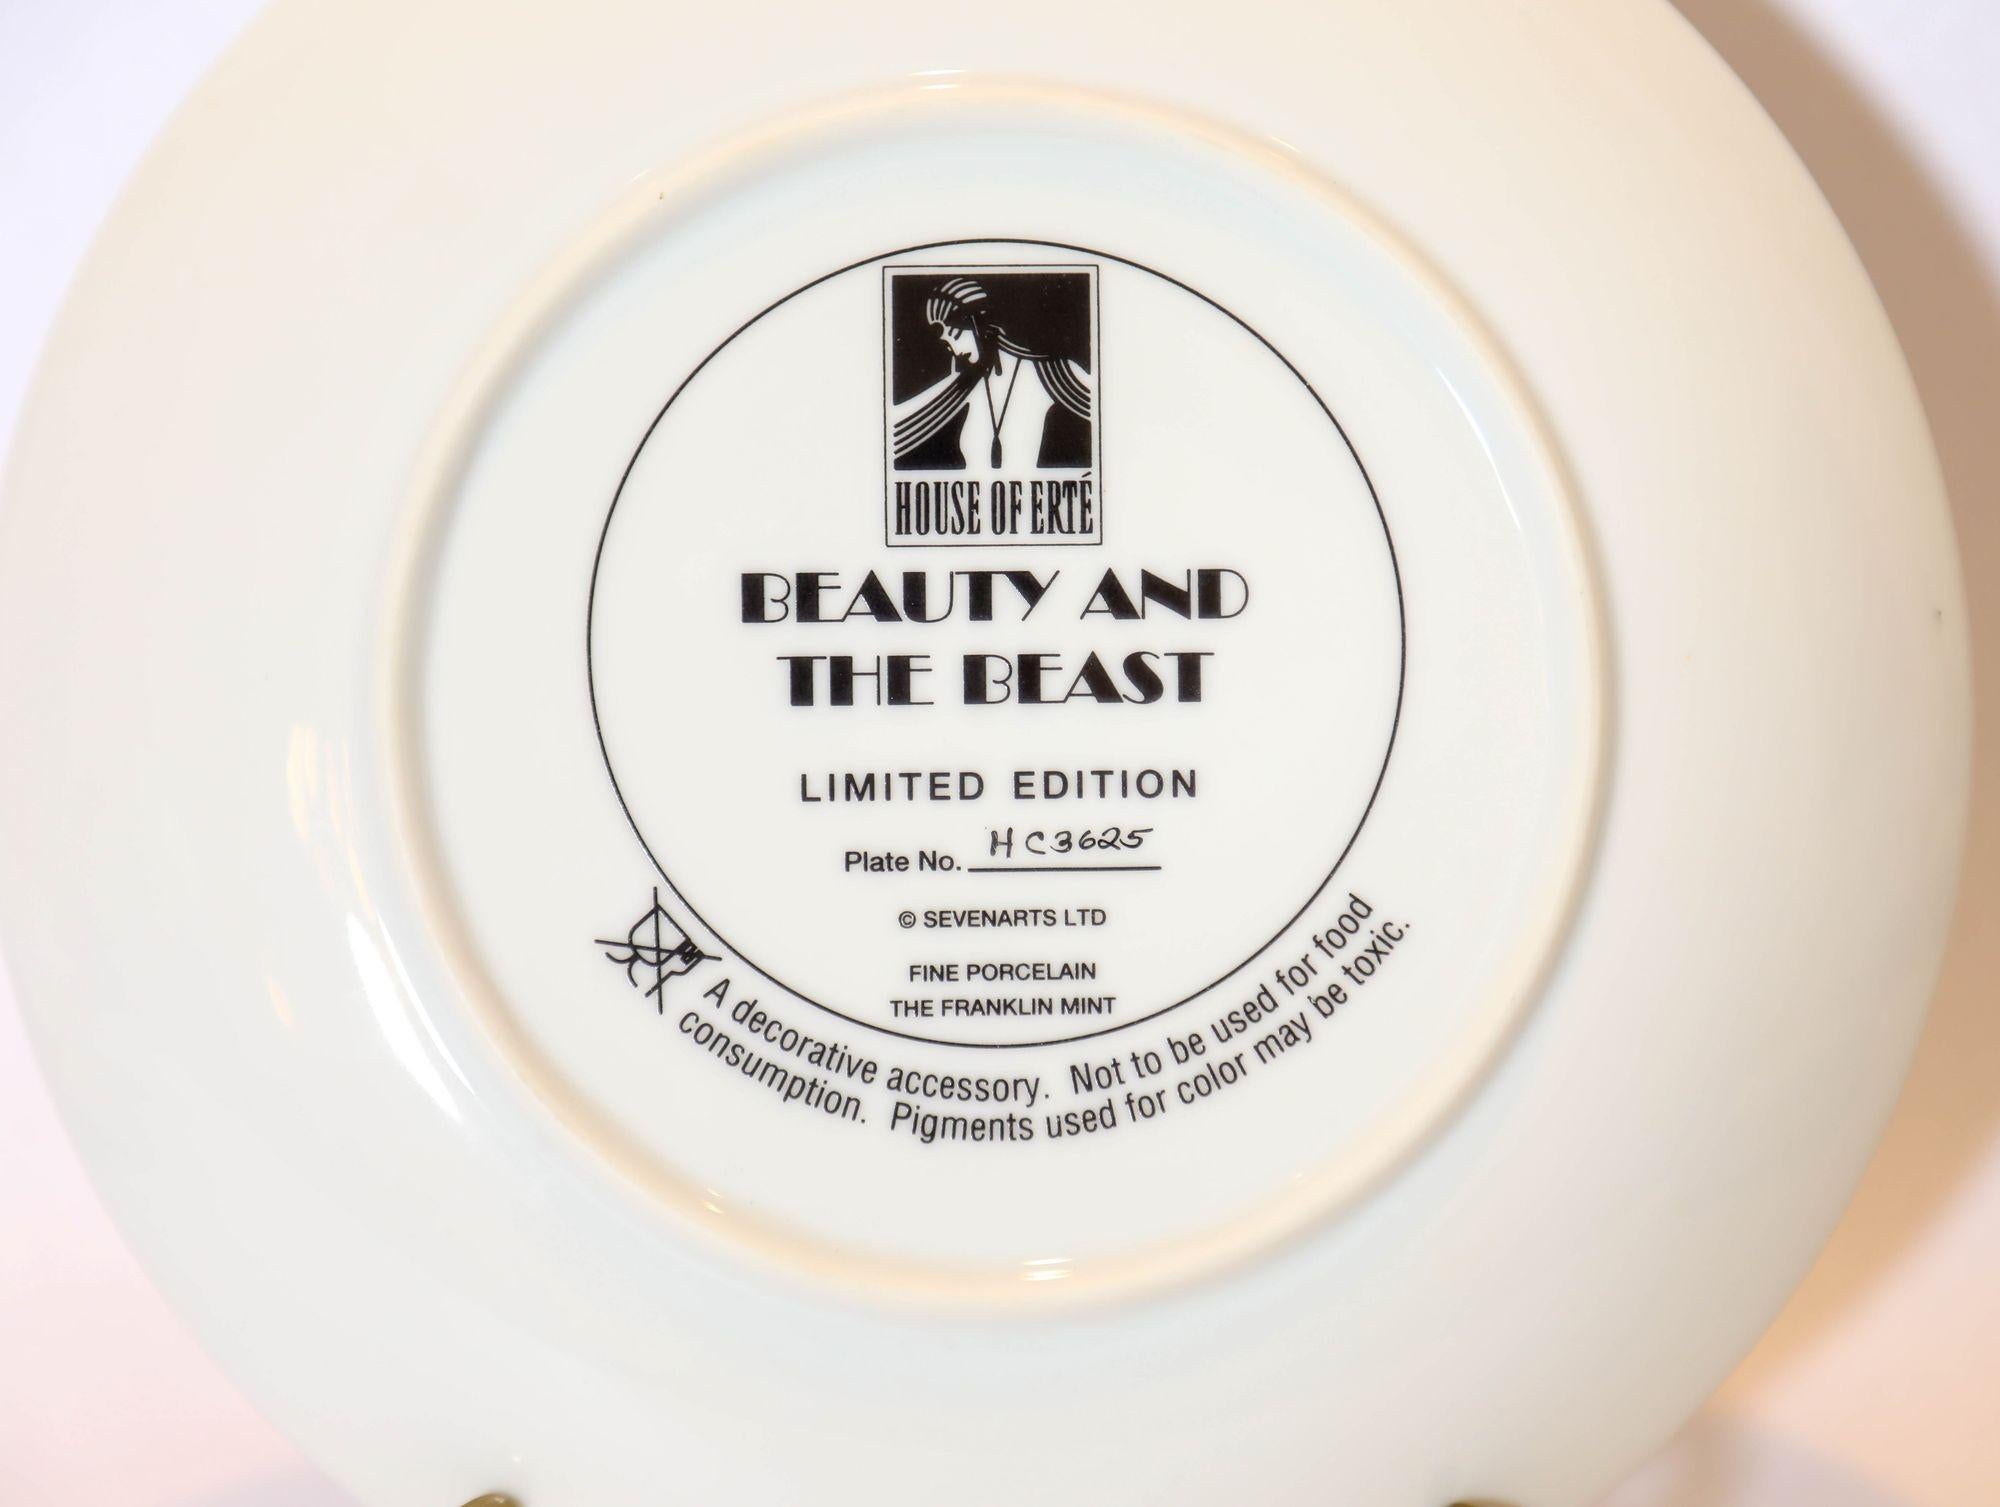 HOUSE OF ERTÉ
BEAUTY AND
THE BEAST
LIMITED EDITION
Plate No. HC3625
© SEVENARTS LTD
FINE PORCELAIN
THE FRANKLIN MINT
A decorative accessory. Not to be used for food
consumption. Pigments used for color may be toxic.